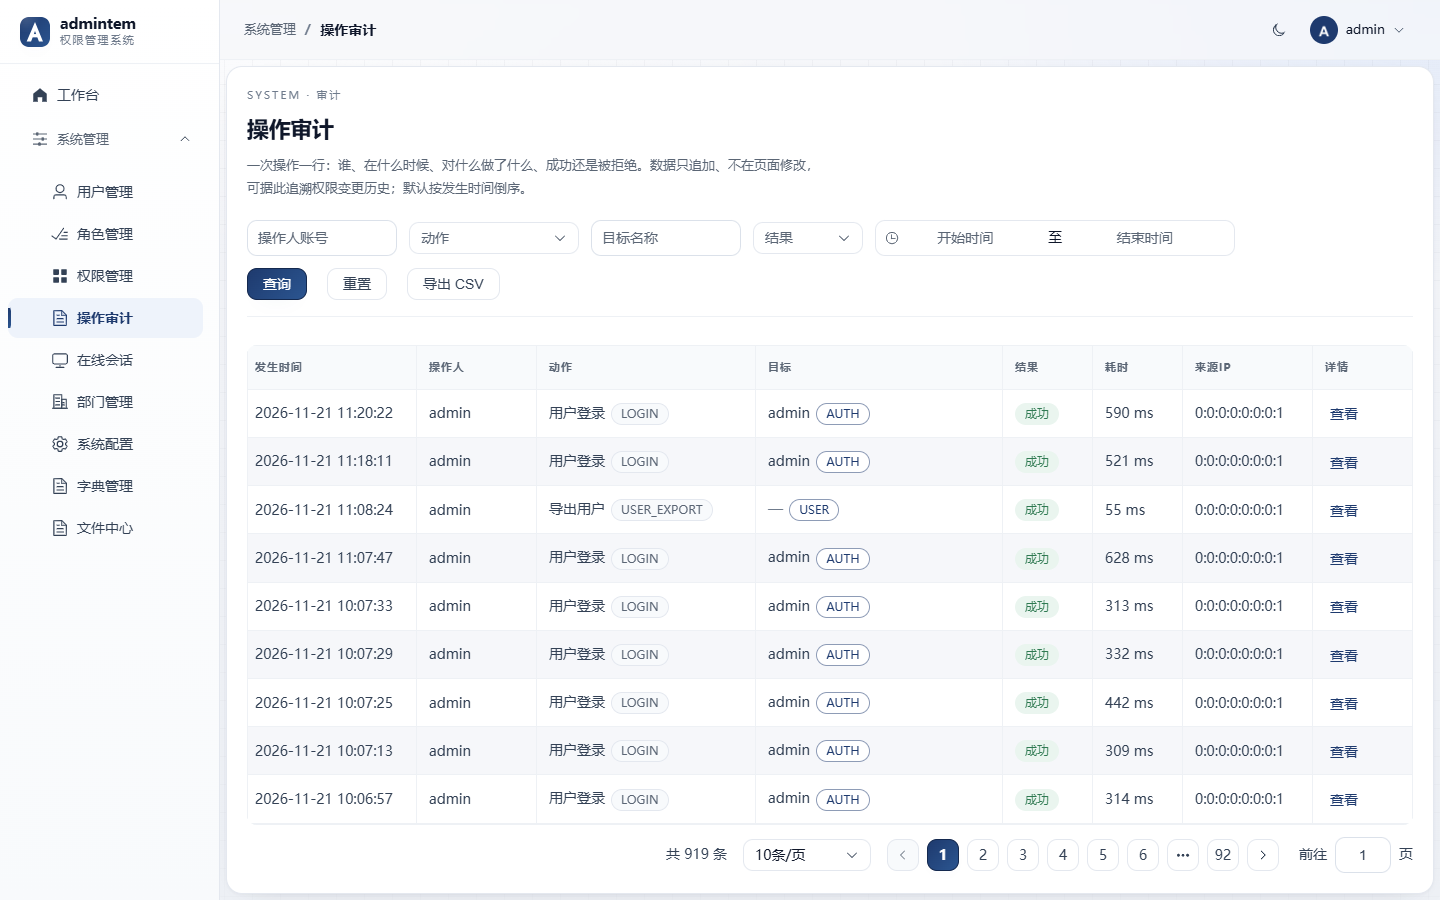 admintem
权限管理系统
系统管理 / 操作审计
A admin
工作台
系统管理
用户管理
角色管理
权限管理
操作审计
在线会话
部门管理
系统配置
字典管理
文件中心
SYSTEM · 审计
操作审计
一次操作一行：谁、在什么时候、对什么做了什么、成功还是被拒绝。数据只追加、不在页面修改，
可据此追溯权限变更历史；默认按发生时间倒序。
操作人账号 动作 目标名称 结果 开始时间 至 结束时间
查询 重置 导出 CSV
发生时间 操作人 动作 目标 结果 耗时 来源IP 详情
2026-11-21 11:20:22 admin 用户登录 LOGIN admin AUTH 成功 590 ms 0:0:0:0:0:0:0:1 查看
2026-11-21 11:18:11 admin 用户登录 LOGIN admin AUTH 成功 521 ms 0:0:0:0:0:0:0:1 查看
2026-11-21 11:08:24 admin 导出用户 USER_EXPORT — USER 成功 55 ms 0:0:0:0:0:0:0:1 查看
2026-11-21 11:07:47 admin 用户登录 LOGIN admin AUTH 成功 628 ms 0:0:0:0:0:0:0:1 查看
2026-11-21 10:07:33 admin 用户登录 LOGIN admin AUTH 成功 313 ms 0:0:0:0:0:0:0:1 查看
2026-11-21 10:07:29 admin 用户登录 LOGIN admin AUTH 成功 332 ms 0:0:0:0:0:0:0:1 查看
2026-11-21 10:07:25 admin 用户登录 LOGIN admin AUTH 成功 442 ms 0:0:0:0:0:0:0:1 查看
2026-11-21 10:07:13 admin 用户登录 LOGIN admin AUTH 成功 309 ms 0:0:0:0:0:0:0:1 查看
2026-11-21 10:06:57 admin 用户登录 LOGIN admin AUTH 成功 314 ms 0:0:0:0:0:0:0:1 查看
共 919 条 10条/页 1 2 3 4 5 6 ••• 92 前往 1 页